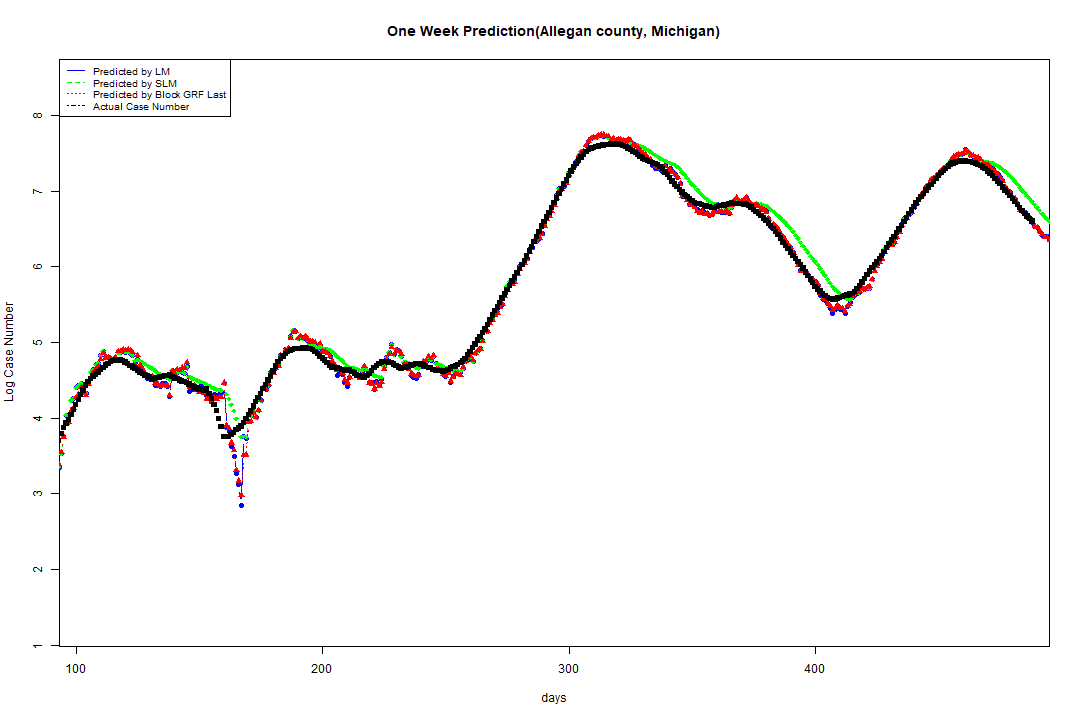 One Week Prediction(Allegan county, Michigan)
Predicted by LM
Predicted by SLM
Predicted by Block GRF Last
Actual Case Number
Log Case Number
8
7
6
5
4
3
2
1
100 200 300 400
days